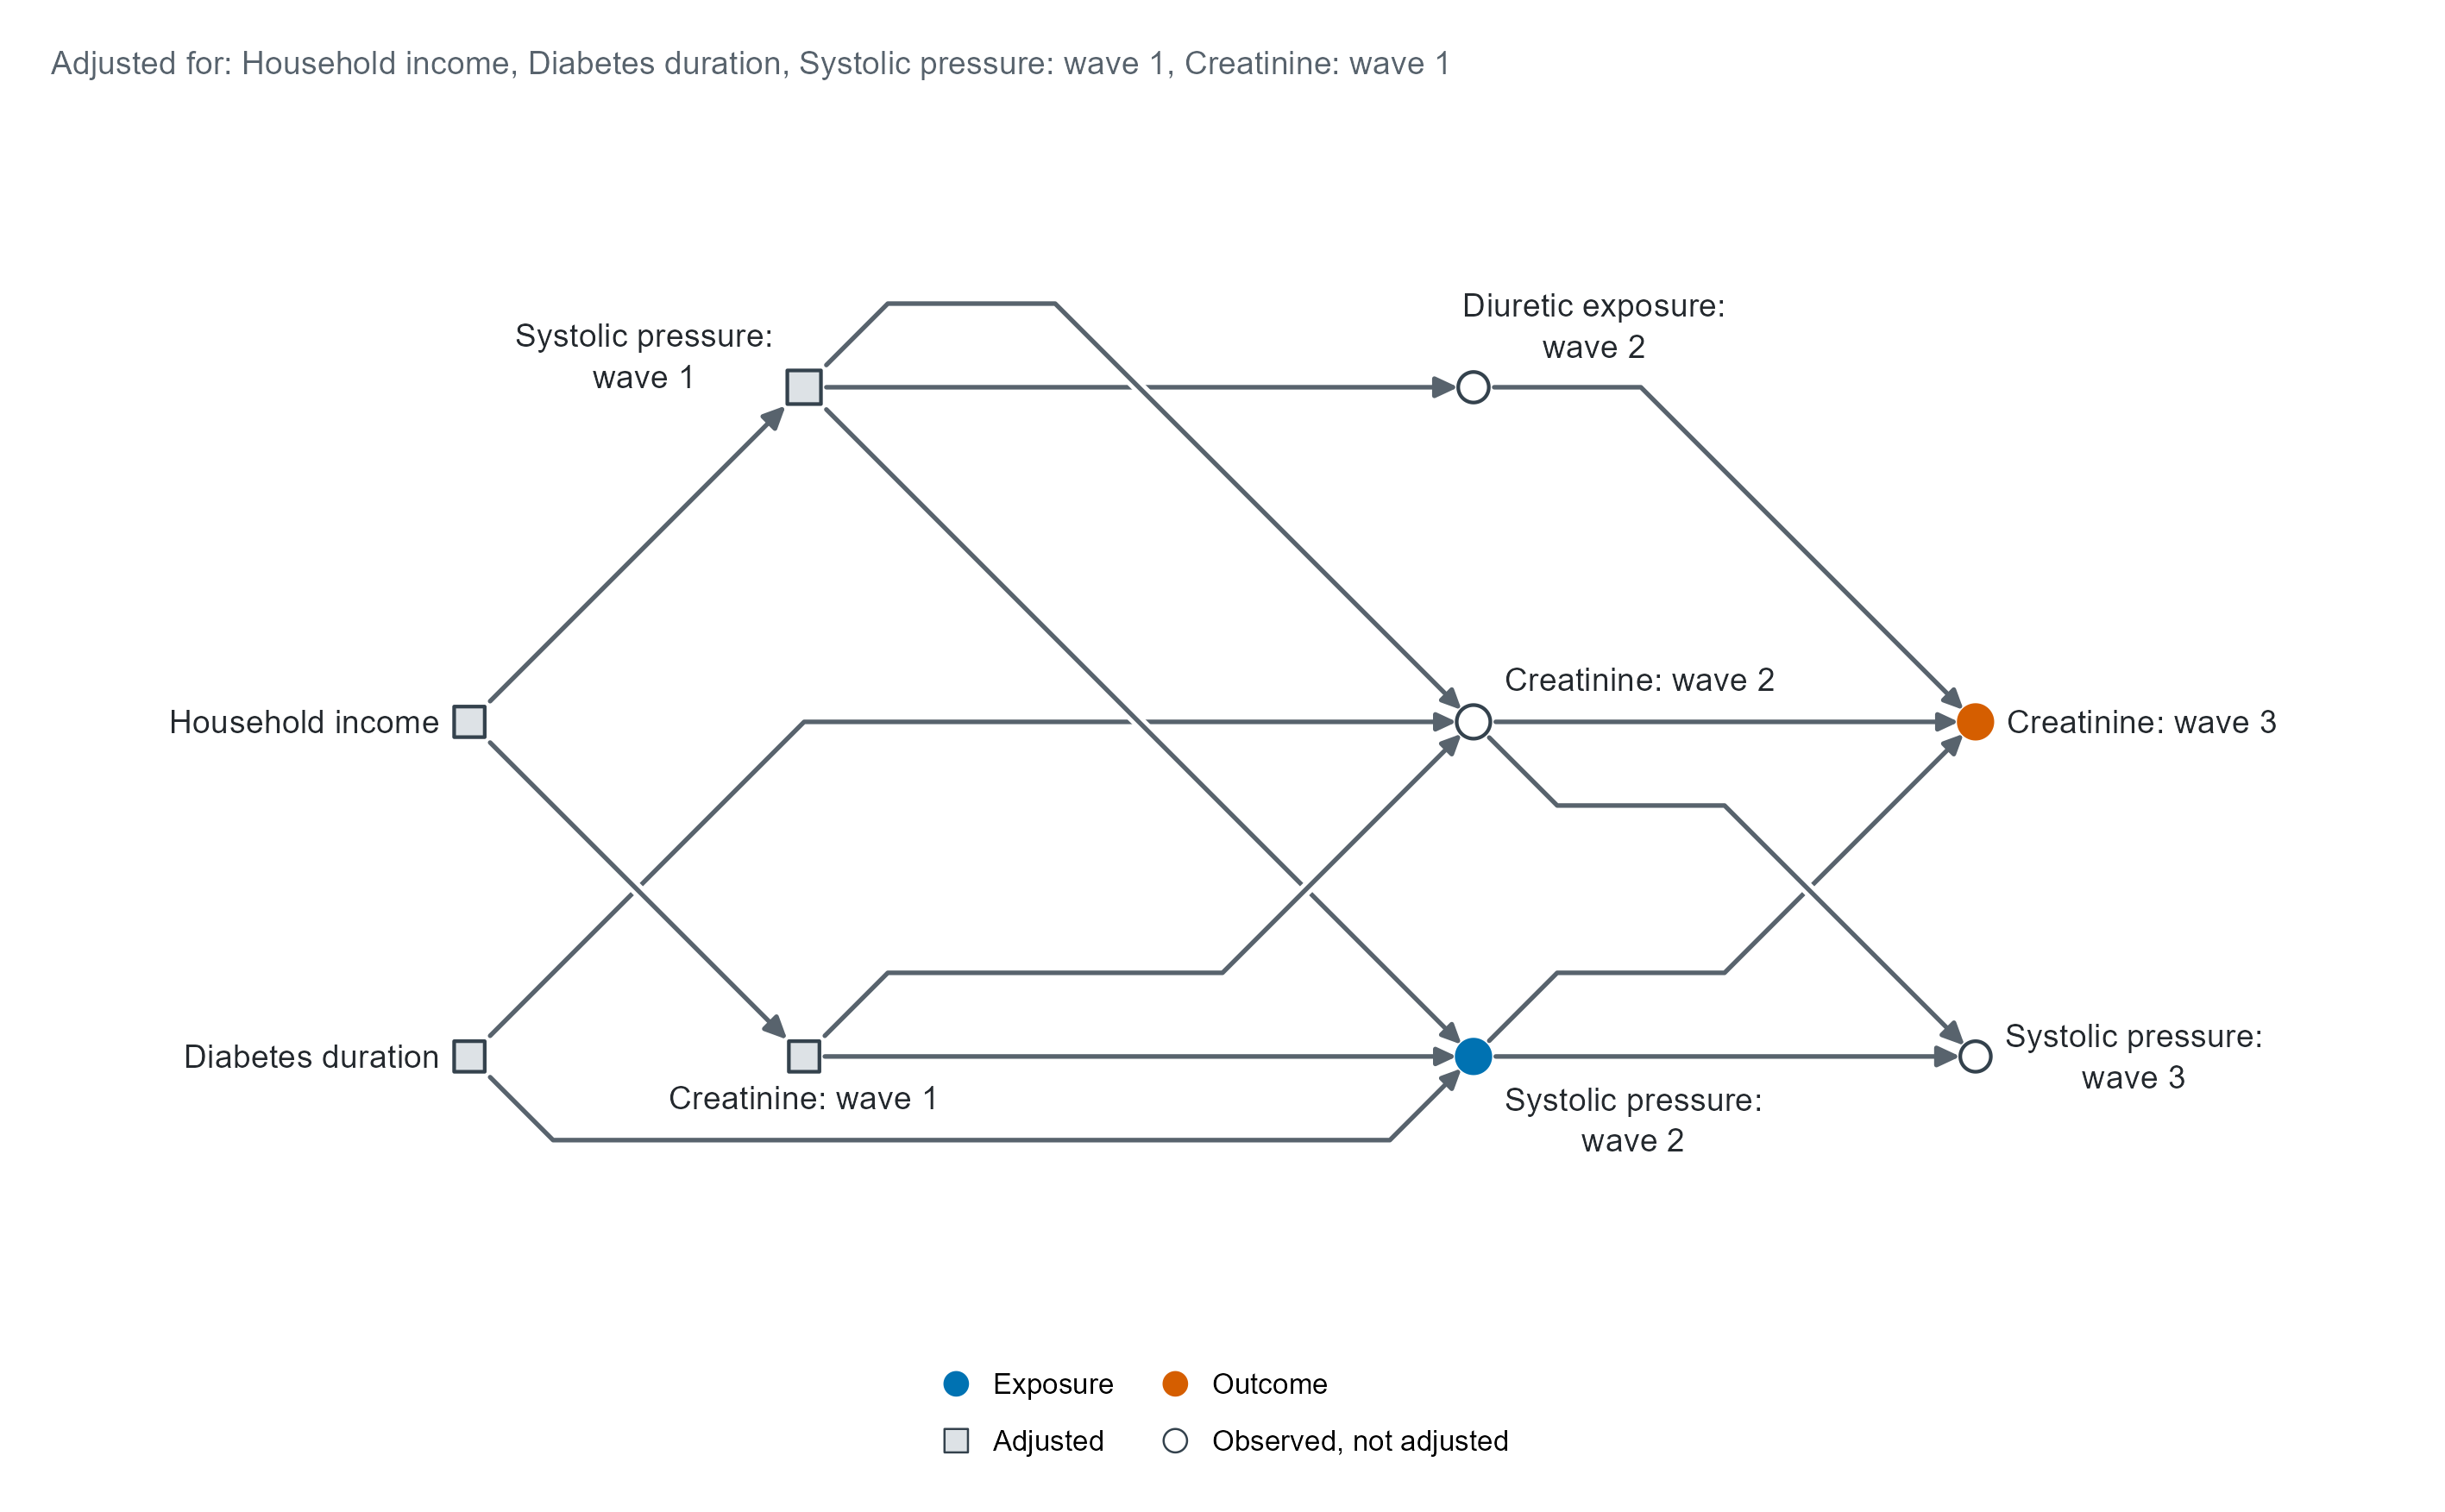 Adjusted for: Household income, Diabetes duration, Systolic pressure: wave 1, Creatinine: wave 1
Diuretic exposure:
wave 2
Systolic pressure:
wave 1
Creatinine: wave 2
Household income
Creatinine: wave 3
Diabetes duration
Creatinine: wave 1
Systolic pressure:
wave 2
Systolic pressure:
wave 3
Exposure
Outcome
Adjusted
Observed, not adjusted